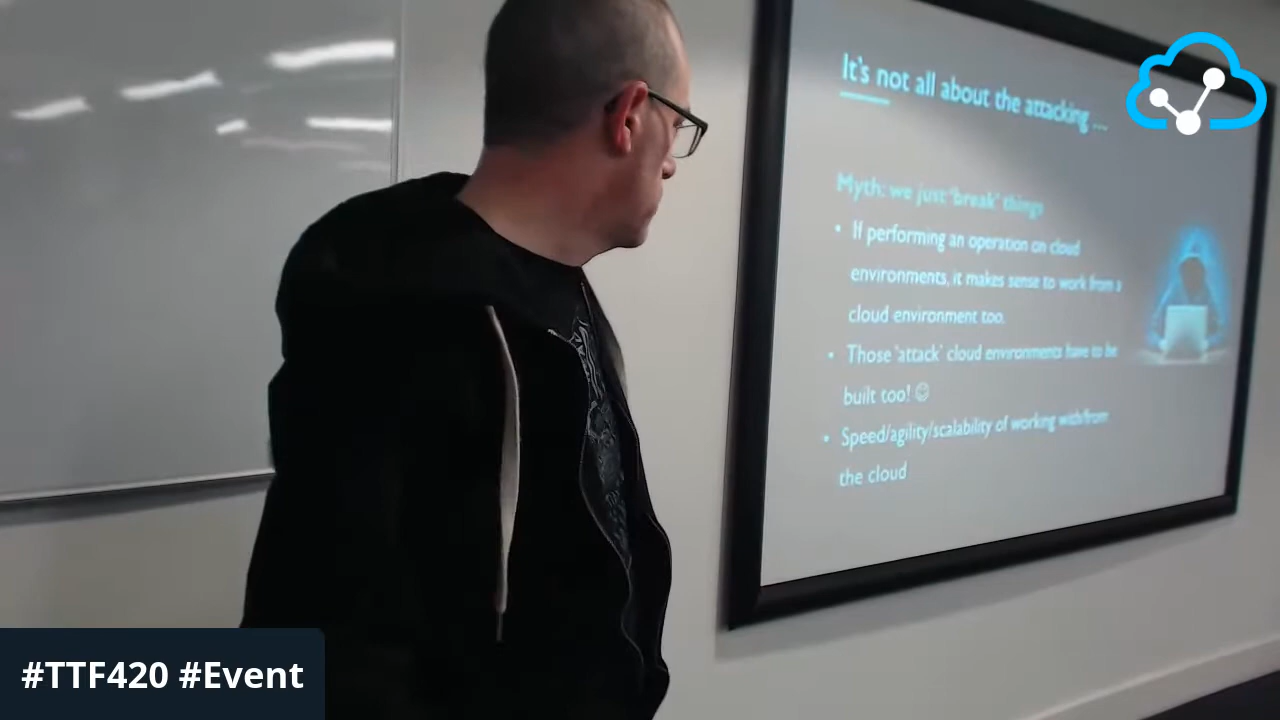 It's not all about the attacking ...
Myth: we just 'break' things
• If performing an operation on cloud
environments, it makes sense to work from a
cloud environment too.
• Those 'attack' cloud environments have to be
built too! ☺
• Speed/agility/scalability of working with/from
the cloud
#TTF420 #Event